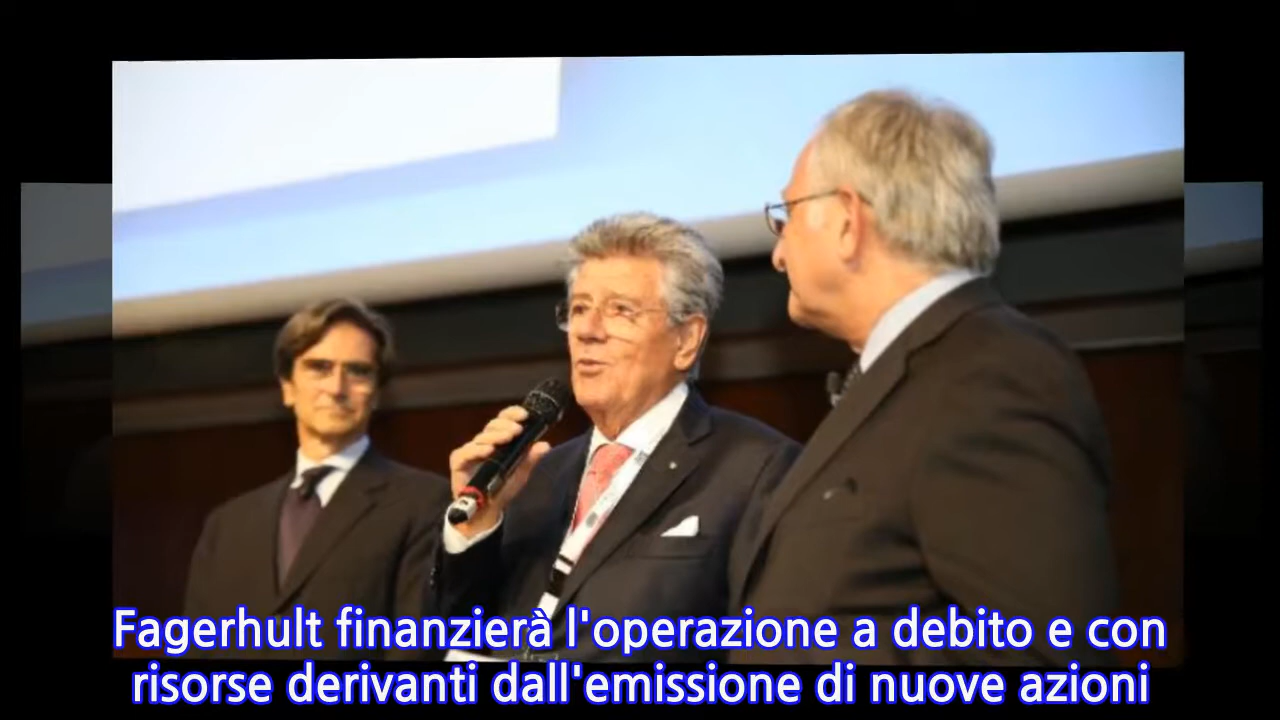 Fagerhult finanzierà l'operazione a debito e con
risorse derivanti dall'emissione di nuove azioni